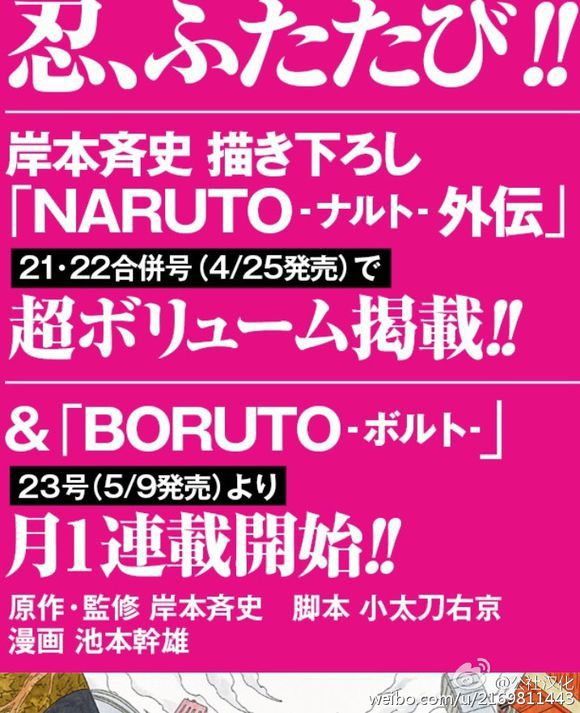 忍、ふたたび!!
岸本斉史 描き下ろし
「NARUTO-ナルト-外伝」
21・22合併号(4/25発売)で
超ボリューム掲載!!
&「BORUTO-ボルト-」
23号(5/9発売)より
月1連載開始!!
原作・監修 岸本斉史 脚本 小太刀右京
漫画 池本幹雄
@公社汉化
weibo.com/u/2169811443